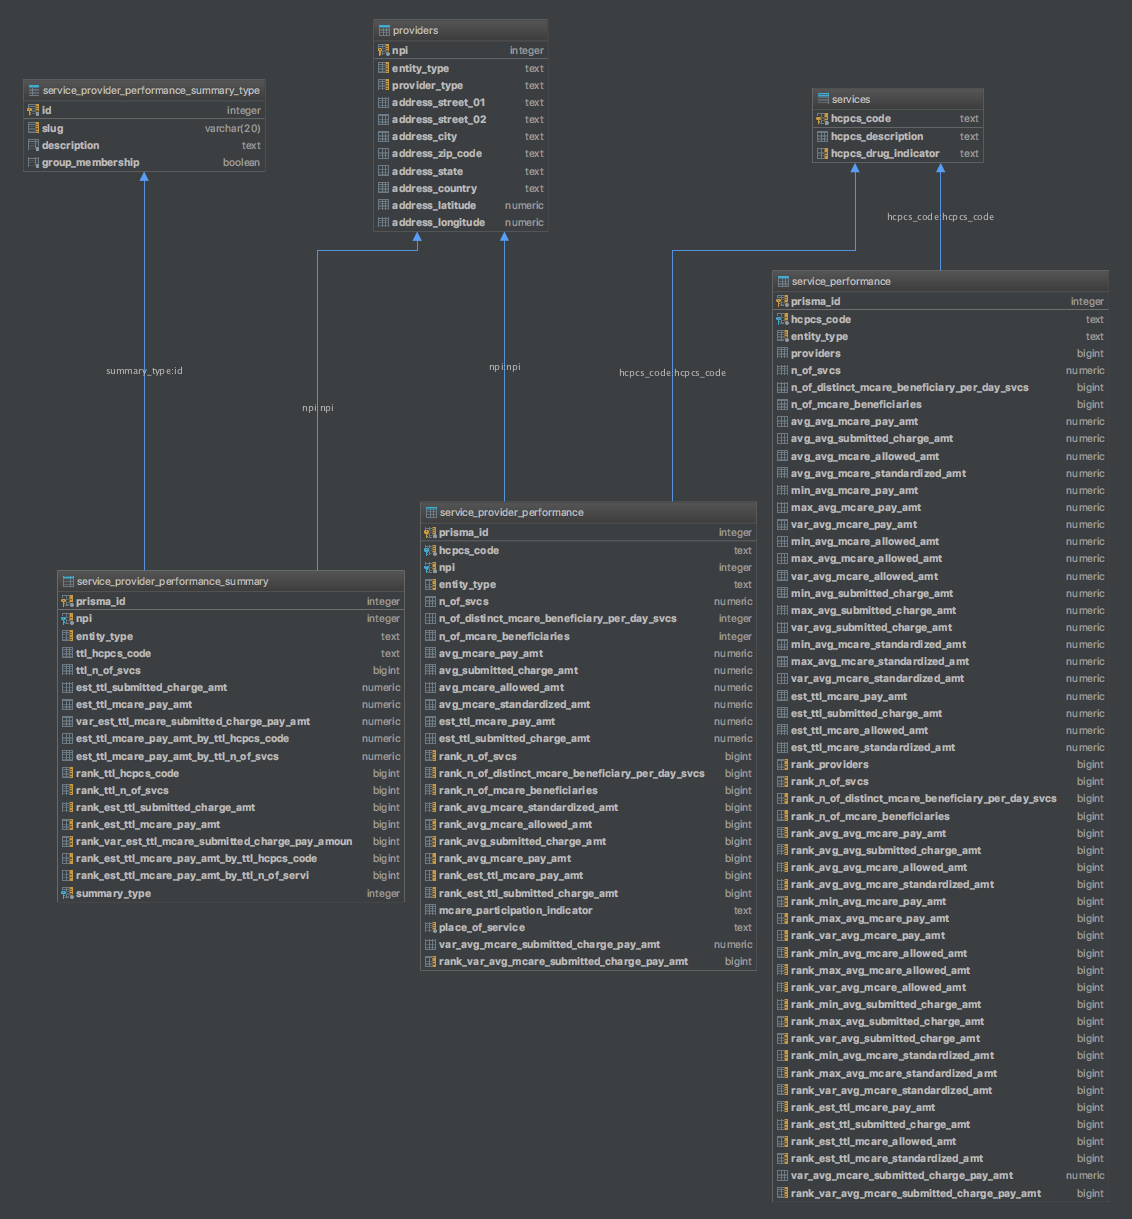 providers
npi integer
entity_type text
provider_type text
address_street_01 text
address_street_02 text
address_city text
address_zip_code text
address_state text
address_country text
address_latitude numeric
address_longitude numeric
service_provider_performance_summary_type
id integer
slug varchar(20)
description text
group_membership boolean
services
hcpcs_code text
hcpcs_description text
hcpcs_drug_indicator text
summary_type:id
npi:npi
npi:npi
hcpcs_code:hcpcs_code
hcpcs_code:hcpcs_code
service_provider_performance_summary
prisma_id integer
npi integer
entity_type text
ttl_hcpcs_code text
ttl_n_of_svcs bigint
est_ttl_submitted_charge_amt numeric
est_ttl_mcare_pay_amt numeric
var_est_ttl_mcare_submitted_charge_pay_amt numeric
est_ttl_mcare_pay_amt_by_ttl_hcpcs_code numeric
est_ttl_mcare_pay_amt_by_ttl_n_of_svcs numeric
rank_ttl_hcpcs_code bigint
rank_ttl_n_of_svcs bigint
rank_est_ttl_submitted_charge_amt bigint
rank_est_ttl_mcare_pay_amt bigint
rank_var_est_ttl_mcare_submitted_charge_pay_amoun bigint
rank_est_ttl_mcare_pay_amt_by_ttl_hcpcs_code bigint
rank_est_ttl_mcare_pay_amt_by_ttl_n_of_servi bigint
summary_type integer
service_provider_performance
prisma_id integer
hcpcs_code text
npi integer
entity_type text
n_of_svcs numeric
n_of_distinct_mcare_beneficiary_per_day_svcs integer
n_of_mcare_beneficiaries integer
avg_mcare_pay_amt numeric
avg_submitted_charge_amt numeric
avg_mcare_allowed_amt numeric
avg_mcare_standardized_amt numeric
est_ttl_mcare_pay_amt numeric
est_ttl_submitted_charge_amt numeric
rank_n_of_svcs bigint
rank_n_of_distinct_mcare_beneficiary_per_day_svcs bigint
rank_n_of_mcare_beneficiaries bigint
rank_avg_mcare_standardized_amt bigint
rank_avg_mcare_allowed_amt bigint
rank_avg_submitted_charge_amt bigint
rank_avg_mcare_pay_amt bigint
rank_est_ttl_mcare_pay_amt bigint
rank_est_ttl_submitted_charge_amt bigint
mcare_participation_indicator text
place_of_service text
var_avg_mcare_submitted_charge_pay_amt numeric
rank_var_avg_mcare_submitted_charge_pay_amt bigint
service_performance
prisma_id integer
hcpcs_code text
entity_type text
providers bigint
n_of_svcs numeric
n_of_distinct_mcare_beneficiary_per_day_svcs bigint
n_of_mcare_beneficiaries bigint
avg_avg_mcare_pay_amt numeric
avg_avg_submitted_charge_amt numeric
avg_avg_mcare_allowed_amt numeric
avg_avg_mcare_standardized_amt numeric
min_avg_mcare_pay_amt numeric
max_avg_mcare_pay_amt numeric
var_avg_mcare_pay_amt numeric
min_avg_mcare_allowed_amt numeric
max_avg_mcare_allowed_amt numeric
var_avg_mcare_allowed_amt numeric
min_avg_submitted_charge_amt numeric
max_avg_submitted_charge_amt numeric
var_avg_submitted_charge_amt numeric
min_avg_mcare_standardized_amt numeric
max_avg_mcare_standardized_amt numeric
var_avg_mcare_standardized_amt numeric
est_ttl_mcare_pay_amt numeric
est_ttl_submitted_charge_amt numeric
est_ttl_mcare_allowed_amt numeric
est_ttl_mcare_standardized_amt numeric
rank_providers bigint
rank_n_of_svcs bigint
rank_n_of_distinct_mcare_beneficiary_per_day_svcs bigint
rank_n_of_mcare_beneficiaries bigint
rank_avg_avg_mcare_pay_amt bigint
rank_avg_avg_submitted_charge_amt bigint
rank_avg_avg_mcare_allowed_amt bigint
rank_avg_avg_mcare_standardized_amt bigint
rank_min_avg_mcare_pay_amt bigint
rank_max_avg_mcare_pay_amt bigint
rank_var_avg_mcare_pay_amt bigint
rank_min_avg_mcare_allowed_amt bigint
rank_max_avg_mcare_allowed_amt bigint
rank_var_avg_mcare_allowed_amt bigint
rank_min_avg_submitted_charge_amt bigint
rank_max_avg_submitted_charge_amt bigint
rank_var_avg_submitted_charge_amt bigint
rank_min_avg_mcare_standardized_amt bigint
rank_max_avg_mcare_standardized_amt bigint
rank_var_avg_mcare_standardized_amt bigint
rank_est_ttl_mcare_pay_amt bigint
rank_est_ttl_submitted_charge_amt bigint
rank_est_ttl_mcare_allowed_amt bigint
rank_est_ttl_mcare_standardized_amt bigint
var_avg_mcare_submitted_charge_pay_amt numeric
rank_var_avg_mcare_submitted_charge_pay_amt bigint